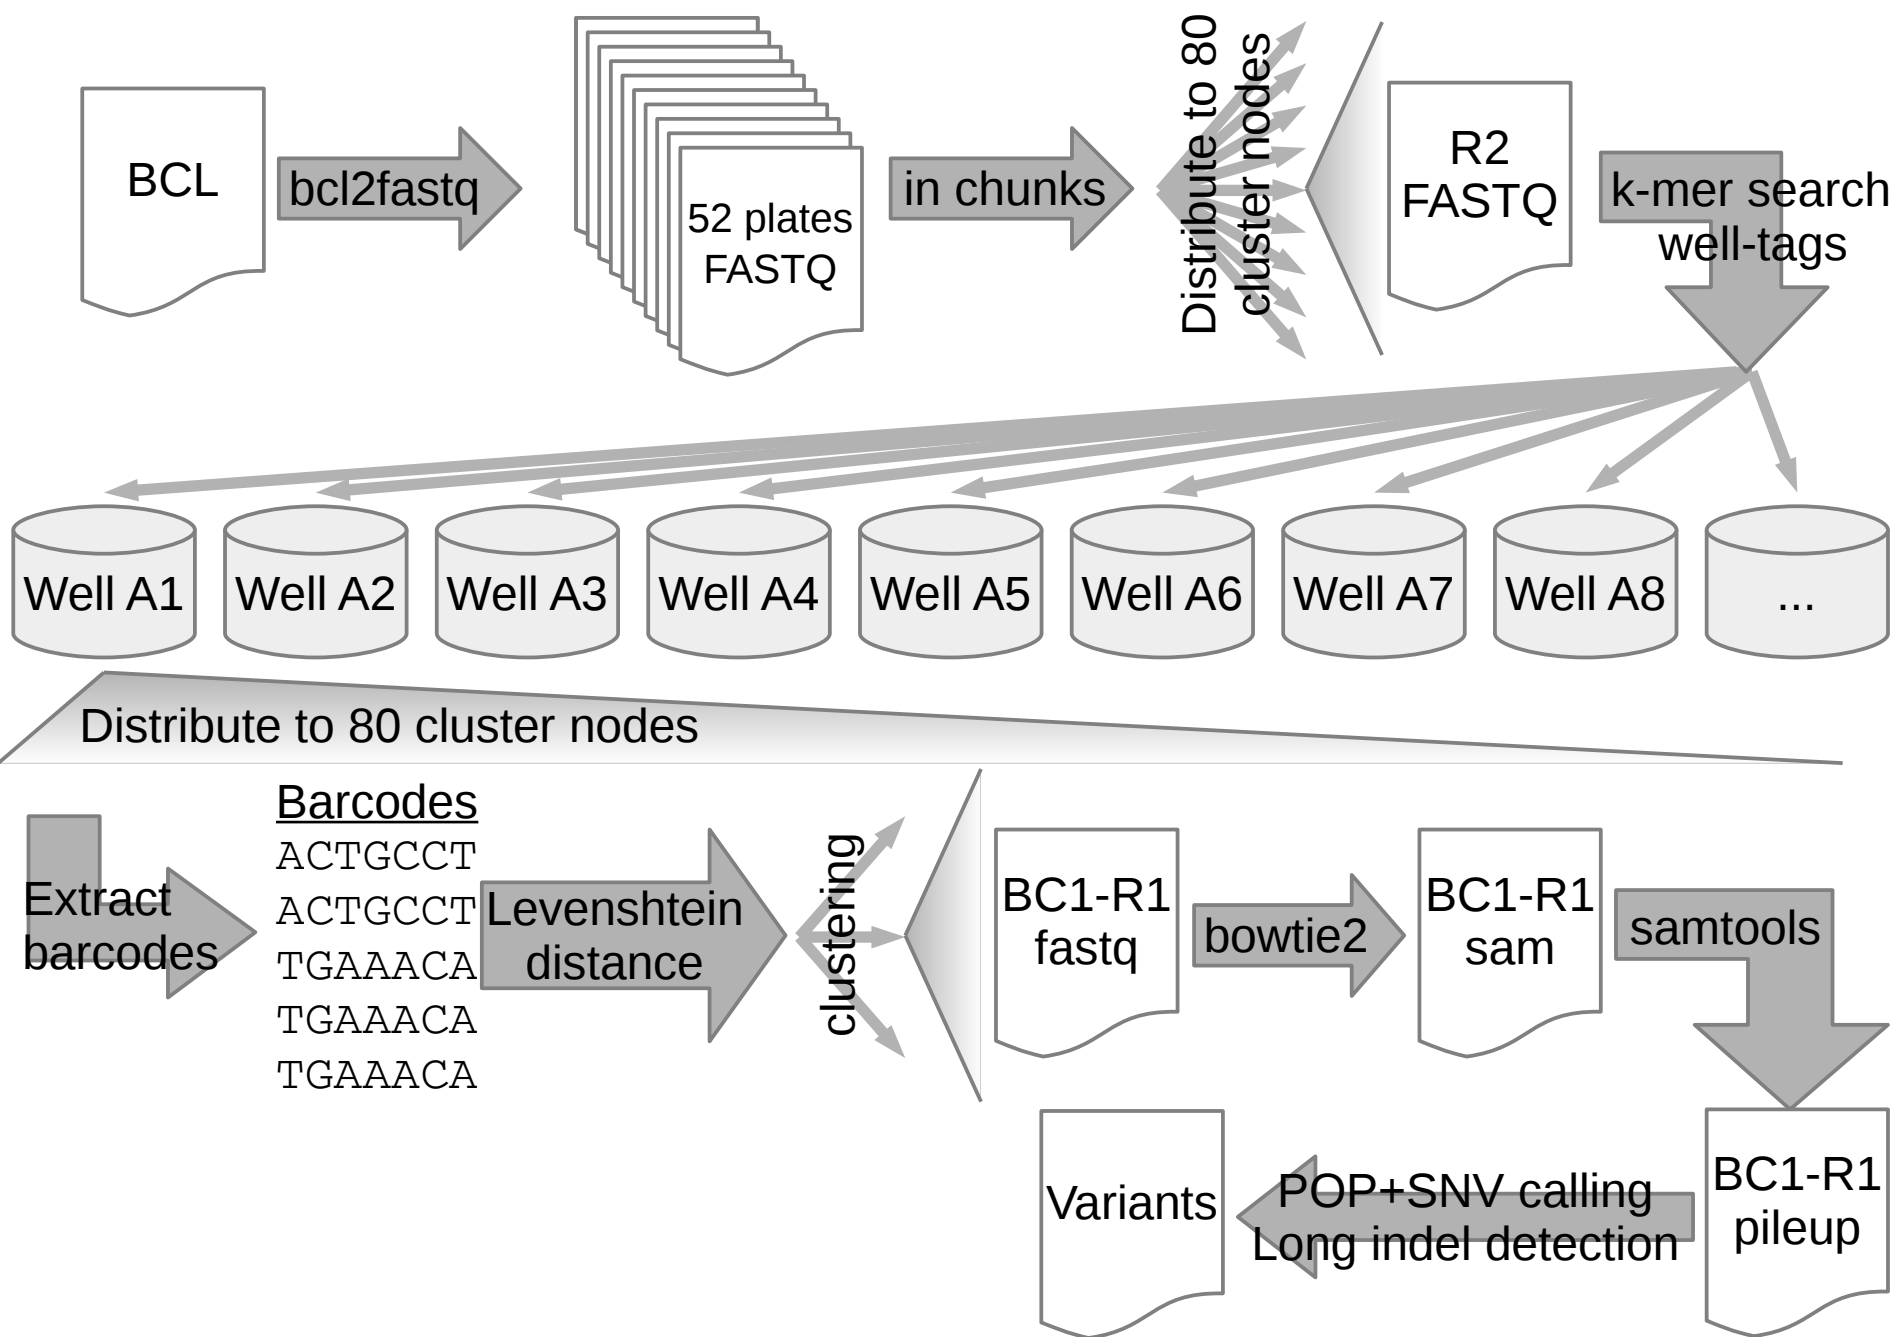 BCL
bcl2fastq
52 plates
FASTQ
in chunks
Distribute to 80
cluster nodes
R2
FASTQ
k-mer search
well-tags
Well A1
Well A2
Well A3
Well A4
Well A5
Well A6
Well A7
Well A8
...
Distribute to 80 cluster nodes
Extract
barcodes
Barcodes
ACTGCCT
ACTGCCT
TGAAACA
TGAAACA
TGAAACA
Levenshtein
distance
clustering
BC1-R1
fastq
bowtie2
BC1-R1
sam
samtools
BC1-R1
pileup
POP+SNV calling
Long indel detection
Variants